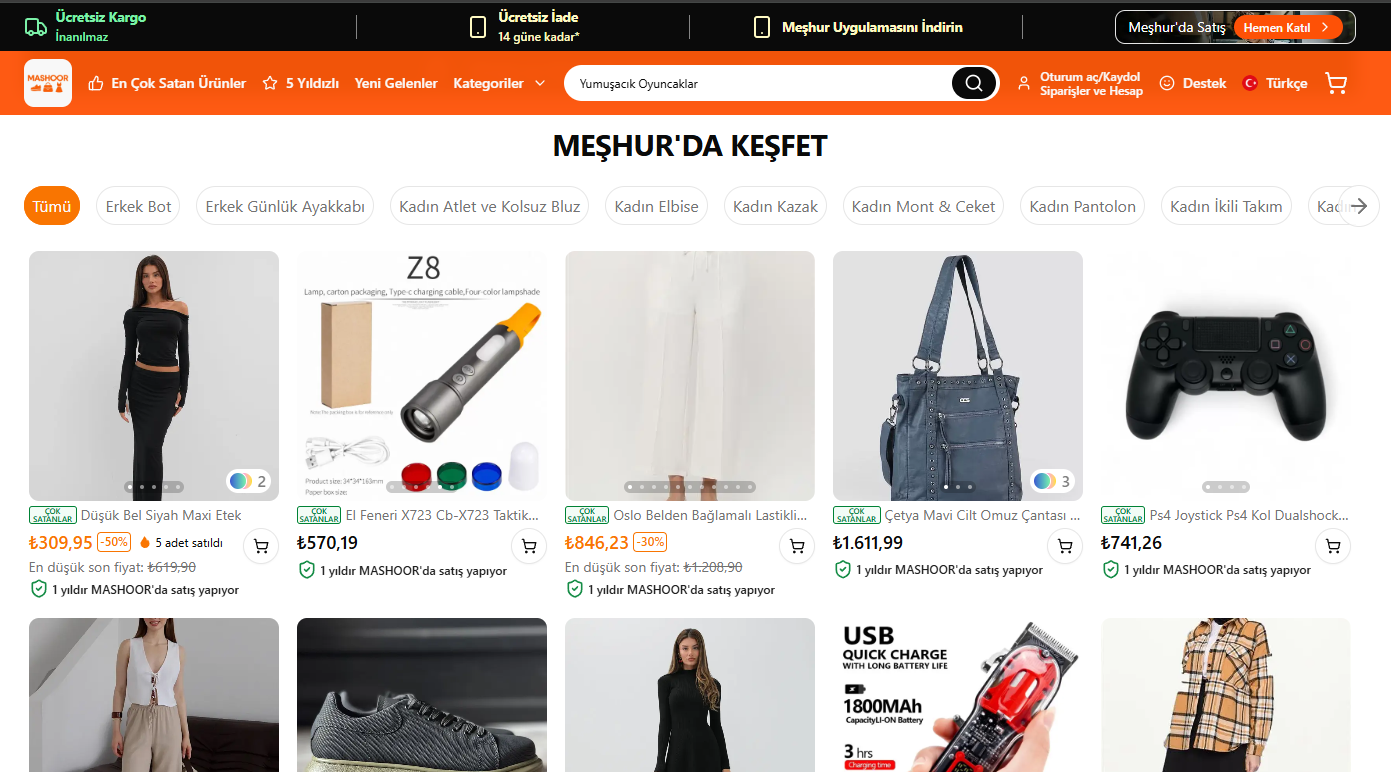 Ücretsiz Kargo
İnanılmaz
Ücretsiz İade
14 güne kadar*
Meşhur Uygulamasını İndirin
Meşhur'da Satış
Hemen Katıl
MASHOOR
En Çok Satan Ürünler
5 Yıldızlı
Yeni Gelenler
Kategoriler
Yumuşacık Oyuncaklar
Oturum aç/Kaydol
Siparişler ve Hesap
Destek
Türkçe
MEŞHUR'DA KEŞFET
Tümü
Erkek Bot
Erkek Günlük Ayakkabı
Kadın Atlet ve Kolsuz Bluz
Kadın Elbise
Kadın Kazak
Kadın Mont & Ceket
Kadın Pantolon
Kadın İkili Takım
2
Z8
Lamp, carton packaging, Type-c charging cable,Four-color lampshade
Note:the packing box is for reference only.
Product size:34*34*163mm
Paper box size:
3
ÇOK SATANLAR Düşük Bel Siyah Maxi Etek
₺309,95 -50% 5 adet satıldı
En düşük son fiyat: ₺619,90
1 yıldır MASHOOR'da satış yapıyor
ÇOK SATANLAR El Feneri X723 Cb-X723 Taktik...
₺570,19
1 yıldır MASHOOR'da satış yapıyor
ÇOK SATANLAR Oslo Belden Bağlamalı Lastikli...
₺846,23 -30%
En düşük son fiyat: ₺1.208,90
1 yıldır MASHOOR'da satış yapıyor
ÇOK SATANLAR Çetya Mavi Cilt Omuz Çantası ...
₺1.611,99
1 yıldır MASHOOR'da satış yapıyor
ÇOK SATANLAR Ps4 Joystick Ps4 Kol Dualshock...
₺741,26
1 yıldır MASHOOR'da satış yapıyor
USB
QUICK CHARGE
WITH LONG BATTERY LIFE
1800MAh
CapacityLI-ON Battery
3 hrs
Charging time